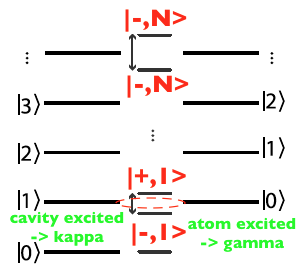 |-,N>
|-,N>
|3⟩
|2⟩
|2⟩
|1⟩
|+,1>
|1⟩
|0⟩
cavity excited
-> kappa
atom excited
-> gamma
|-,1>
|0⟩